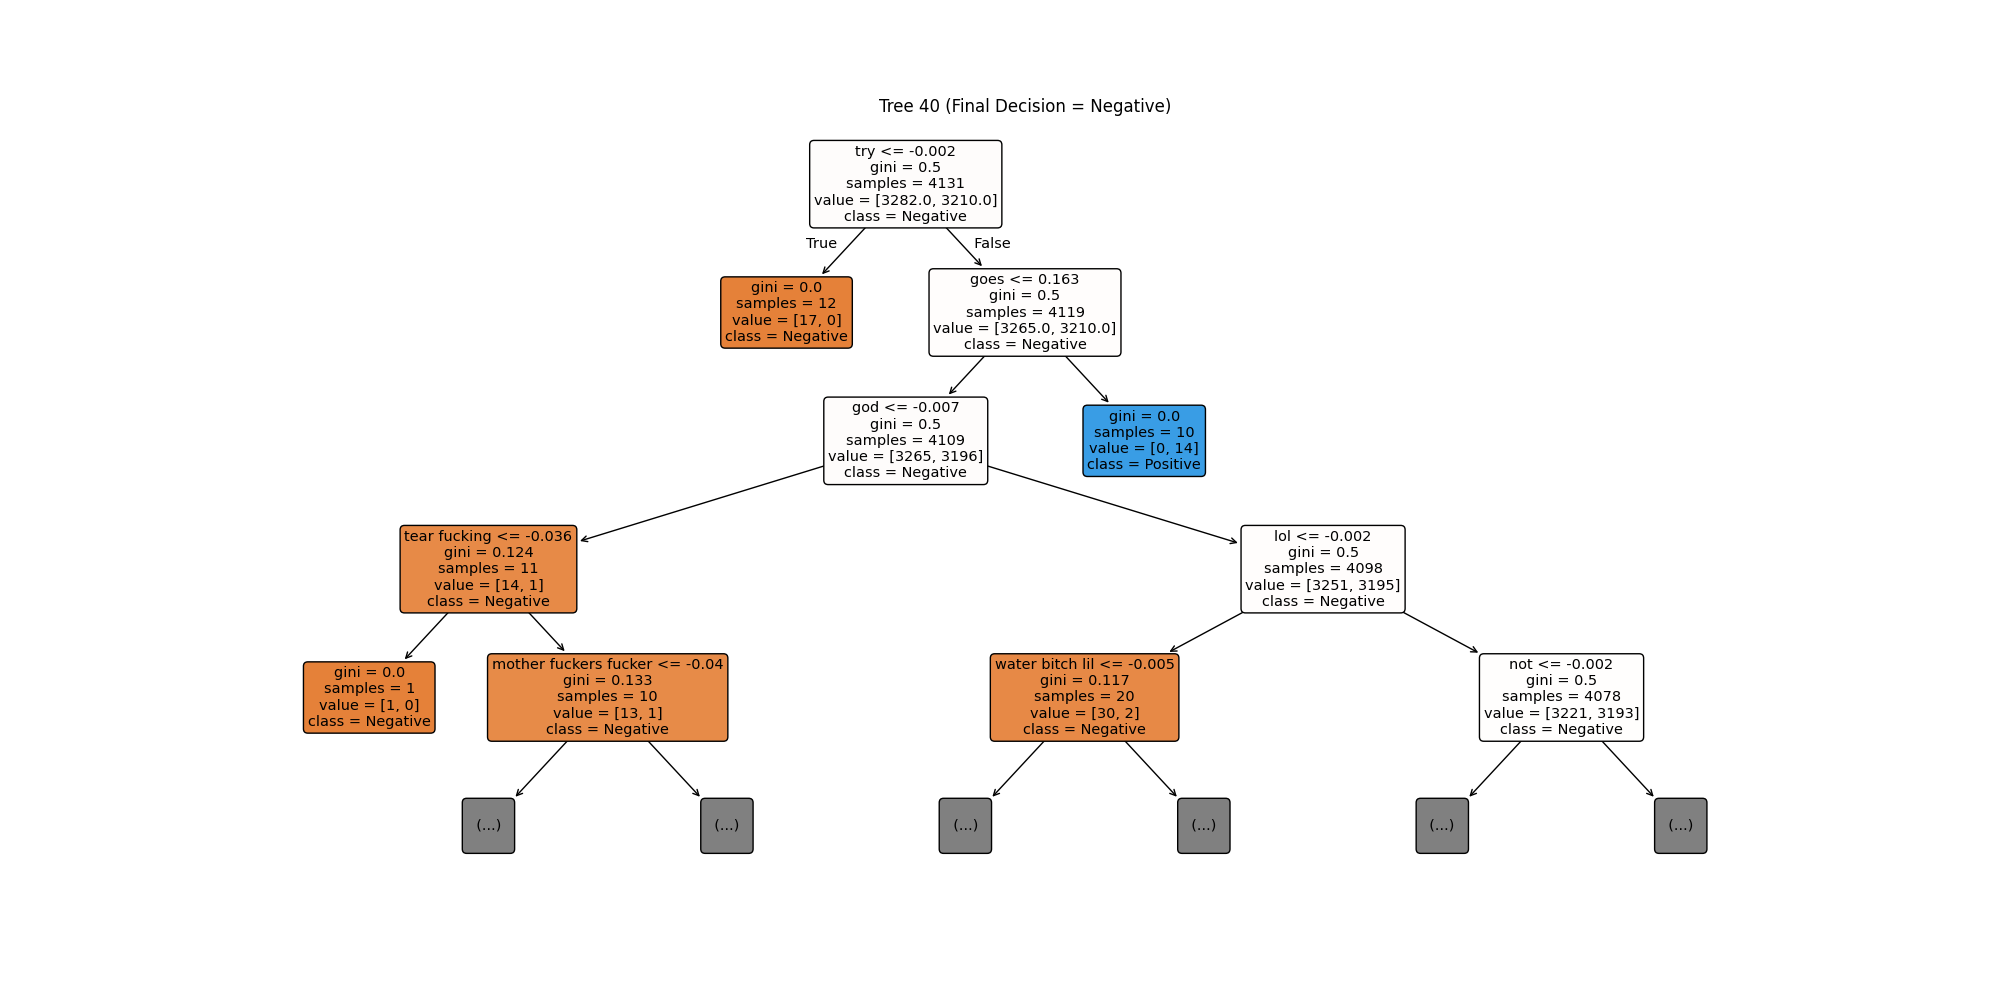 Tree 40 (Final Decision = Negative)
try <= -0.002
gini = 0.5
samples = 4131
value = [3282.0, 3210.0]
class = Negative
True
False
gini = 0.0
samples = 12
value = [17, 0]
class = Negative
goes <= 0.163
gini = 0.5
samples = 4119
value = [3265.0, 3210.0]
class = Negative
god <= -0.007
gini = 0.5
samples = 4109
value = [3265, 3196]
class = Negative
gini = 0.0
samples = 10
value = [0, 14]
class = Positive
tear fucking <= -0.036
gini = 0.124
samples = 11
value = [14, 1]
class = Negative
lol <= -0.002
gini = 0.5
samples = 4098
value = [3251, 3195]
class = Negative
gini = 0.0
samples = 1
value = [1, 0]
class = Negative
mother fuckers fucker <= -0.04
gini = 0.133
samples = 10
value = [13, 1]
class = Negative
water bitch lil <= -0.005
gini = 0.117
samples = 20
value = [30, 2]
class = Negative
not <= -0.002
gini = 0.5
samples = 4078
value = [3221, 3193]
class = Negative
(...)
(...)
(...)
(...)
(...)
(...)